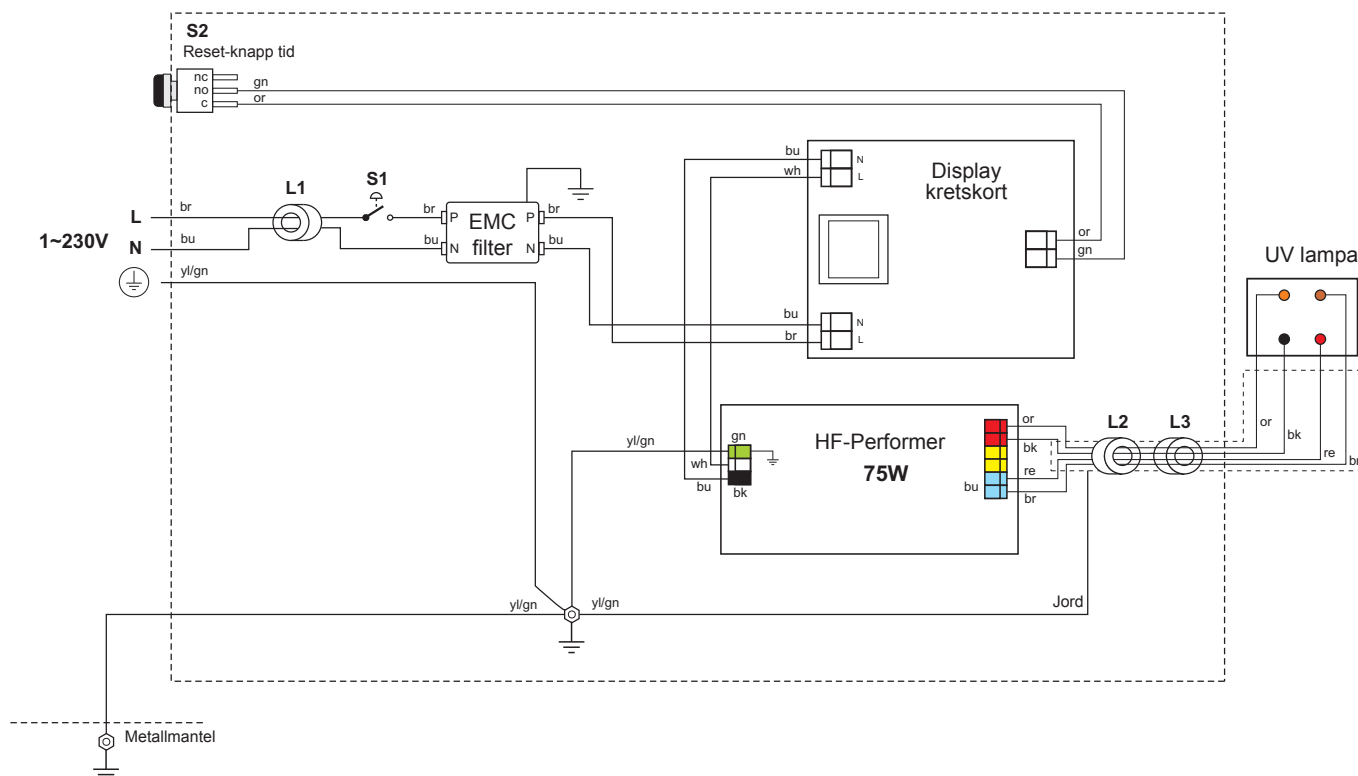 S2
Reset-knapp tid
nc
no
c
gn
or
bu
wh
N
L
Display
kretskort
or
gn
UV lampa
L1
S1
L
br
1~230V
N
bu
yl/gn
br
P
EMC
filter
P
br
bu
N
N
bu
bu
br
N
L
HF-Performer
75W
yl/gn
gn
wh
bu
bk
or
bk
re
bu
br
L2
L3
or
bk
re
yl/gn
yl/gn
Jord
Metallmantel